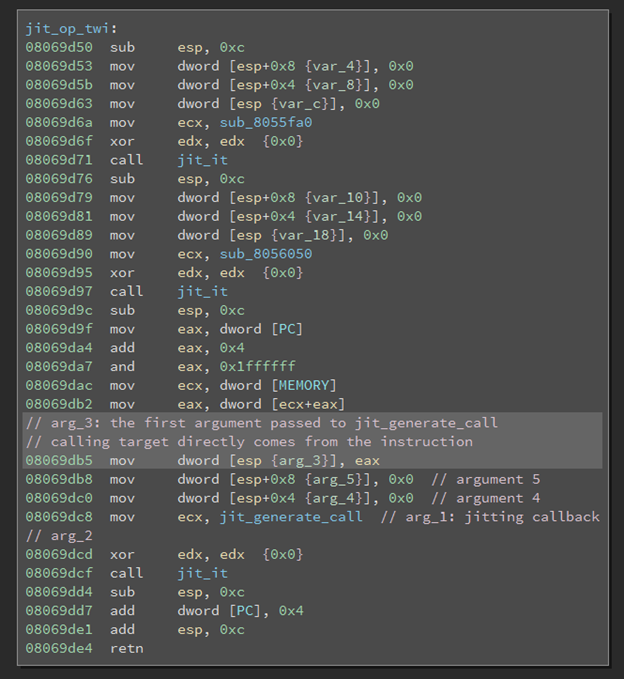 jit_op_twi:
08069d50 sub esp, 0xc
08069d53 mov dword [esp+0x8 {var_4}], 0x0
08069d5b mov dword [esp+0x4 {var_8}], 0x0
08069d63 mov dword [esp {var_c}], 0x0
08069d6a mov ecx, sub_8055fa0
08069d6f xor edx, edx {0x0}
08069d71 call jit_it
08069d76 sub esp, 0xc
08069d79 mov dword [esp+0x8 {var_10}], 0x0
08069d81 mov dword [esp+0x4 {var_14}], 0x0
08069d89 mov dword [esp {var_18}], 0x0
08069d90 mov ecx, sub_8056050
08069d95 xor edx, edx {0x0}
08069d97 call jit_it
08069d9c sub esp, 0xc
08069d9f mov eax, dword [PC]
08069da4 add eax, 0x4
08069da7 and eax, 0x1ffffff
08069dac mov ecx, dword [MEMORY]
08069db2 mov eax, dword [ecx+eax]
// arg_3: the first argument passed to jit_generate_call
// calling target directly comes from the instruction
08069db5 mov dword [esp {arg_3}], eax
08069db8 mov dword [esp+0x8 {arg_5}], 0x0 // argument 5
08069dc0 mov dword [esp+0x4 {arg_4}], 0x0 // argument 4
08069dc8 mov ecx, jit_generate_call // arg_1: jitting callback
// arg_2
08069dcd xor edx, edx {0x0}
08069dcf call jit_it
08069dd4 sub esp, 0xc
08069dd7 add dword [PC], 0x4
08069de1 add esp, 0xc
08069de4 retn